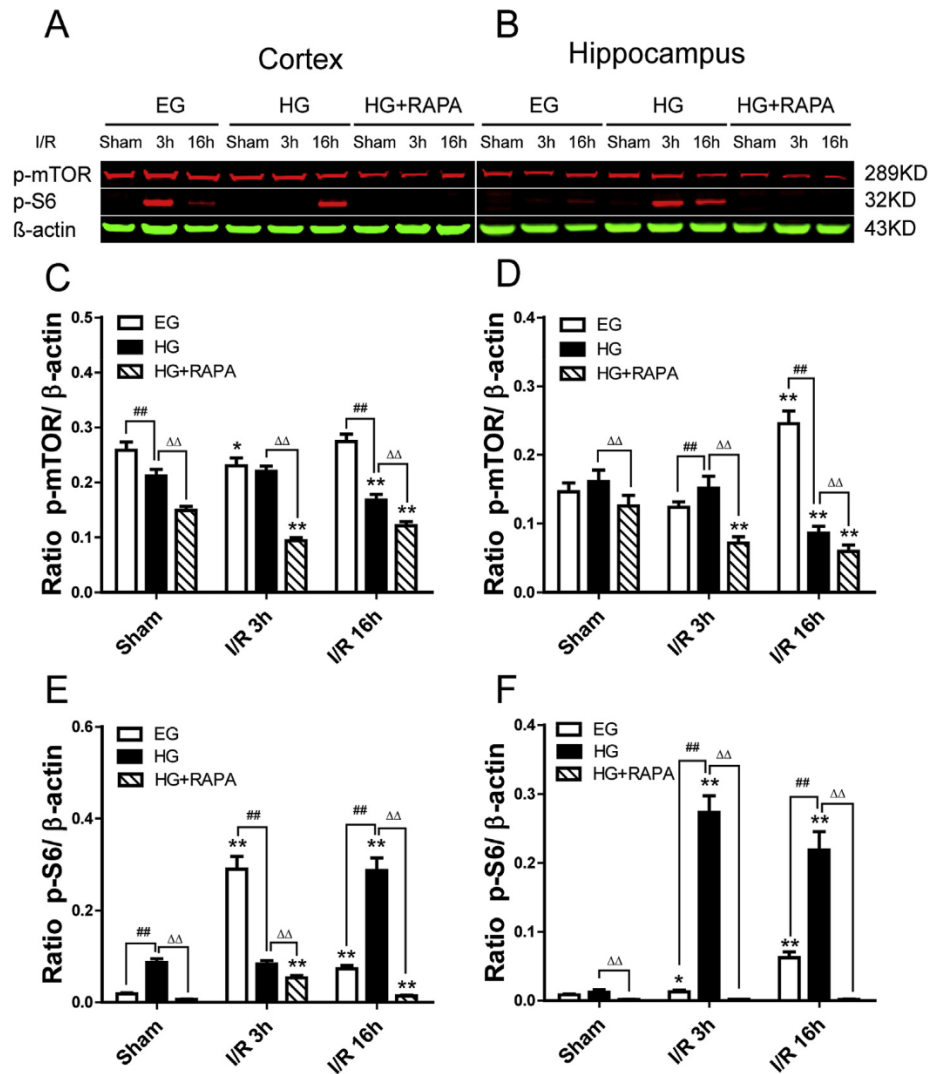 A
B
Cortex
Hippocampus
EG HG HG+RAPA EG HG HG+RAPA
I/R Sham 3h 16h Sham 3h 16h Sham 3h 16h Sham 3h 16h Sham 3h 16h Sham 3h 16h
p-mTOR 289KD
p-S6 32KD
ß-actin 43KD
C
Ratio p-mTOR/ β-actin
0.5
0.4
0.3
0.2
0.1
0.0
EG
HG
HG+RAPA
## ΔΔ
* ΔΔ **
## ** ΔΔ **
Sham
I/R 3h
I/R 16h
D
Ratio p-mTOR/ β-actin
0.4
0.3
0.2
0.1
0.0
EG
HG
HG+RAPA
ΔΔ
## ΔΔ **
** ## ** ΔΔ **
Sham
I/R 3h
I/R 16h
E
Ratio p-S6/ β-actin
0.6
0.4
0.2
0.0
EG
HG
HG+RAPA
## ΔΔ
** ## ΔΔ **
** ## ** ΔΔ **
Sham
I/R 3h
I/R 16h
F
Ratio p-S6/ β-actin
0.4
0.3
0.2
0.1
0.0
EG
HG
HG+RAPA
ΔΔ
* ## ** ΔΔ
** ## ** ΔΔ
Sham
I/R 3h
I/R 16h